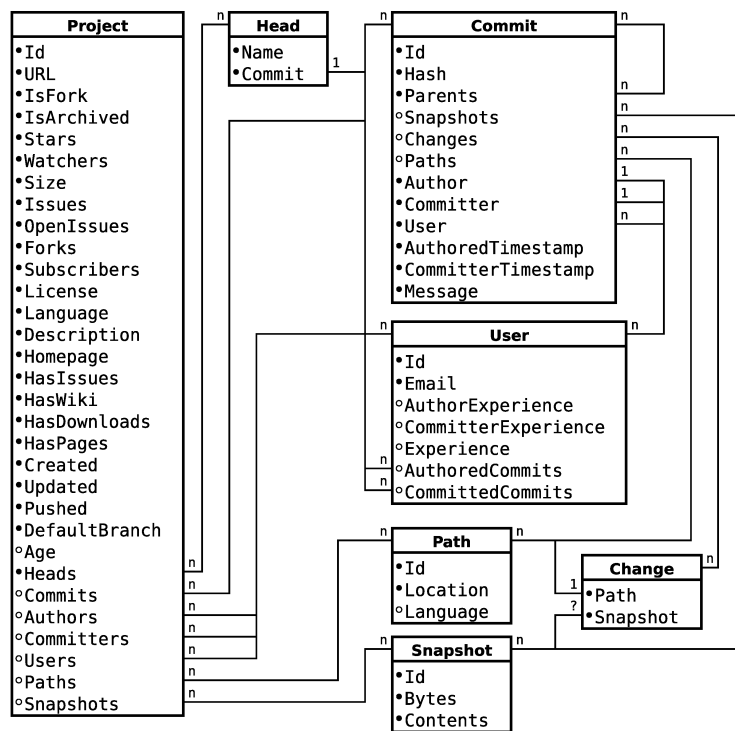 Project
•Id
•URL
•IsFork
•IsArchived
•Stars
•Watchers
•Size
•Issues
•OpenIssues
•Forks
•Subscribers
•License
•Language
•Description
•Homepage
•HasIssues
•HasWiki
•HasDownloads
•HasPages
•Created
•Updated
•Pushed
•DefaultBranch
◦Age
•Heads
n
◦Commits
n
◦Authors
n
◦Committers
n
◦Users
n
◦Paths
n
◦Snapshots
n
n
Head
•Name
•Commit
1
n
Commit
n
•Id
•Hash
•Parents
n
◦Snapshots
n
◦Changes
n
◦Paths
n
•Author
1
•Committer
1
•User
n
•AuthoredTimestamp
•CommitterTimestamp
•Message
n
User
n
•Id
•Email
◦AuthorExperience
◦CommitterExperience
◦Experience
n
◦AuthoredCommits
n
◦CommittedCommits
n
Path
n
•Id
•Location
◦Language
Change
n
1
•Path
?
•Snapshot
n
Snapshot
n
•Id
•Bytes
•Contents